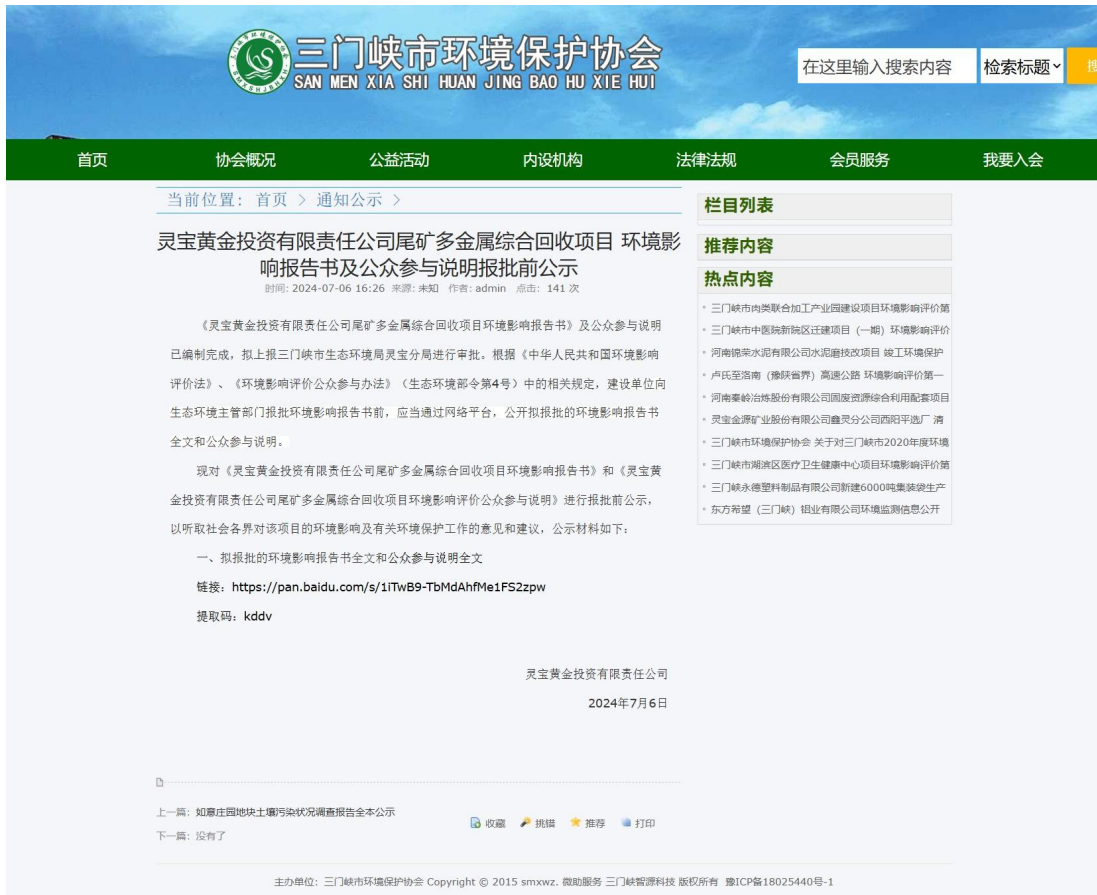 三门峡市环境保护协会
SAN MEN XIA SHI HUAN JING BAO HU XIE HUI
在这里输入搜索内容
检索标题
首页
协会概况
公益活动
内设机构
法律法规
会员服务
我要入会
当前位置: 首页 > 通知公示 >
灵宝黄金投资有限责任公司尾矿多金属综合回收项目 环境影
响报告书及公众参与说明报批前公示
时间: 2024-07-06 16:26 来源: 未知 作者: admin 点击: 141 次
《灵宝黄金投资有限责任公司尾矿多金属综合回收项目环境影响报告书》及公众参与说明
已编制完成，拟上报三门峡市生态环境局灵宝分局进行审批。根据《中华人民共和国环境影响
评价法》、《环境影响评价公众参与办法》（生态环境部令第4号）中的相关规定，建设单位向
生态环境主管部门报批环境影响报告书前，应当通过网络平台，公开拟报批的环境影响报告书
全文和公众参与说明。
现对《灵宝黄金投资有限责任公司尾矿多金属综合回收项目环境影响报告书》和《灵宝黄
金投资有限责任公司尾矿多金属综合回收项目环境影响评价公众参与说明》进行报批前公示，
以听取社会各界对该项目的环境影响及有关环境保护工作的意见和建议，公示材料如下：
一、拟报批的环境影响报告书全文和公众参与说明全文
链接：https://pan.baidu.com/s/1iTwB9-TbMdAhfMe1FS2zpw
提取码：kddv
灵宝黄金投资有限责任公司
2024年7月6日
上一篇：如意庄园地块土壤污染状况调查报告全本公示
下一篇：没有了
收藏
挑错
推荐
打印
栏目列表
推荐内容
热点内容
三门峡市肉类联合加工产业园建设项目环境影响评价第
三门峡市中医院新院区迁建项目（一期）环境影响评价
河南锦荣水泥有限公司水泥磨技改项目 竣工环境保护
卢氏至洛南（豫陕省界）高速公路 环境影响评价第一
河南秦岭冶炼股份有限公司固废资源综合利用配套项目
灵宝金源矿业股份有限公司鑫灵分公司西阳平选厂 清
三门峡市环境保护协会 关于对三门峡市2020年度环境
三门峡市湖滨区医疗卫生健康中心项目环境影响评价第
三门峡永德塑料制品有限公司新建6000吨集装袋生产
东方希望（三门峡）铝业有限公司环境监测信息公开
主办单位：三门峡市环境保护协会 Copyright © 2015 smxwz. 微助服务 三门峡智源科技 版权所有 豫ICP备18025440号-1